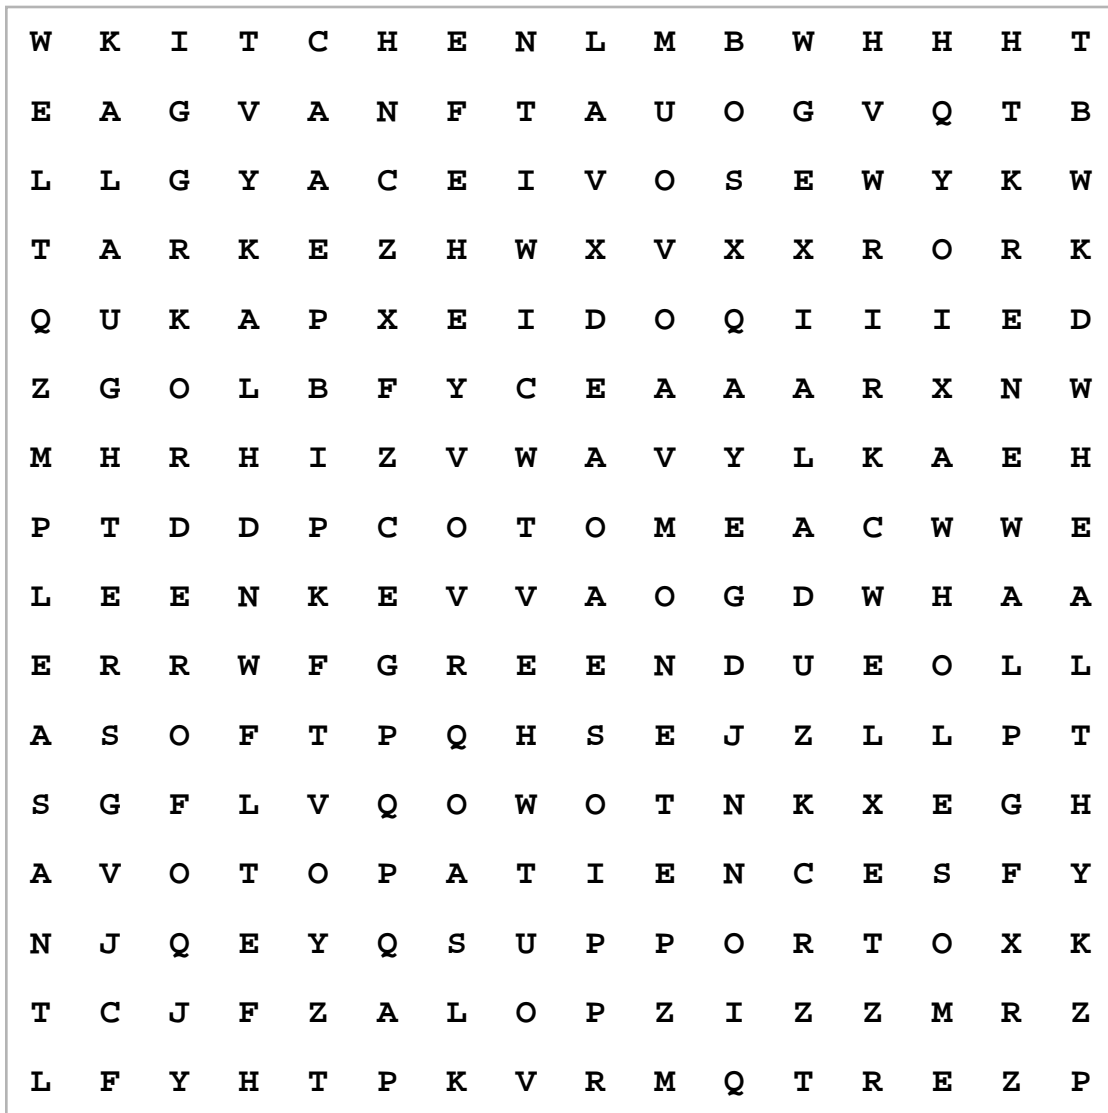 W K I T C H E N L M B W H H H T
E A G V A N F T A U O G V Q T B
L L G Y A C E I V O S E W Y K W
T A R K E Z H W X V X X R O R K
Q U K A P X E I D O Q I I I E D
Z G O L B F Y C E A A A R X N W
M H R H I Z V W A V Y L K A E H
P T D D P C O T O M E A C W W E
L E E N K E V V A O G D W H A A
E R R W F G R E E N D U E O L L
A S O F T P Q H S E J Z L L P T
S G F L V Q O W O T N K X E G H
A V O T O P A T I E N C E S F Y
N J Q E Y Q S U P P O R T O X K
T C J F Z A L O P Z I Z Z M R Z
L F Y H T P K V R M Q T R E Z P